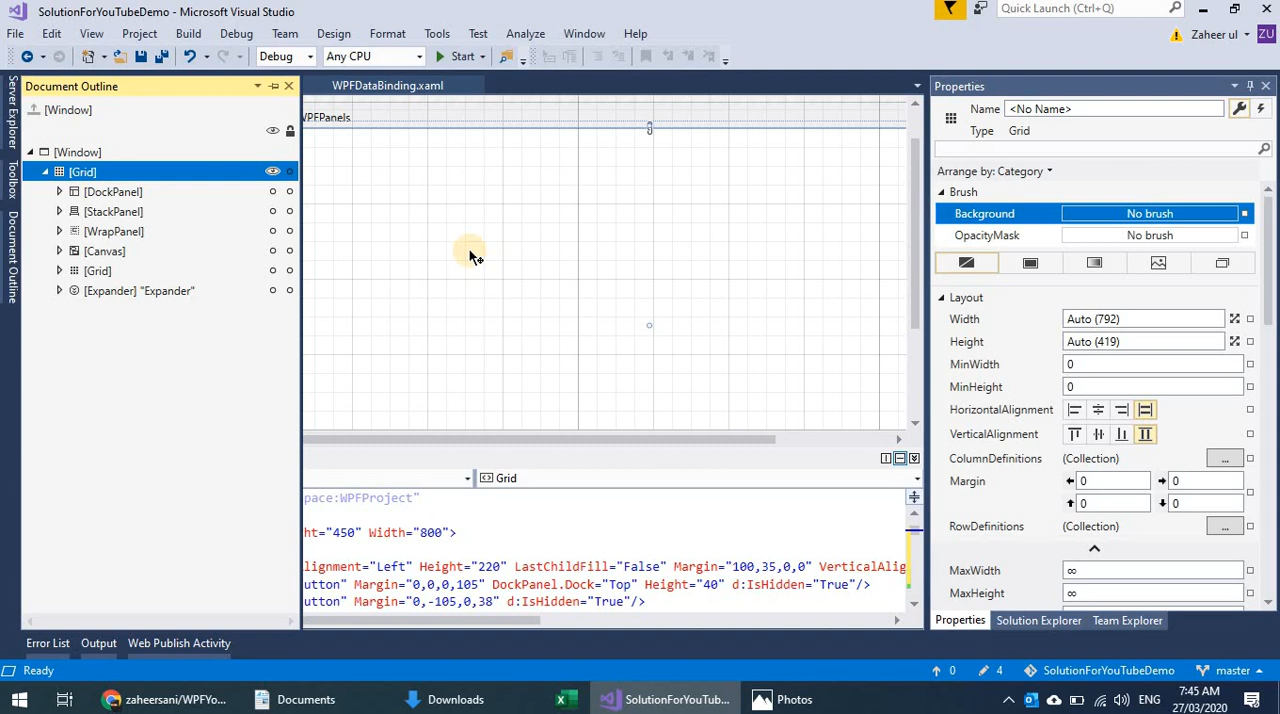 SolutionForYouTubeDemo - Microsoft Visual Studio
Quick Launch (Ctrl+Q)
File Edit View Project Build Debug Team Design Format Tools Test Analyze Window Help
Zaheer ul
ZU
Debug
Any CPU
Start
Server Explorer
Toolbox
Document Outline
Document Outline
[Window]
[Window]
[Grid]
[DockPanel]
[StackPanel]
[WrapPanel]
[Canvas]
[Grid]
[Expander] "Expander"
WPFDataBinding.xaml
WPFPanels
Grid
pace:WPFProject"
ght="450" Width="800">
lignment="Left" Height="220" LastChildFill="False" Margin="100,35,0,0" VerticalAlig
utton" Margin="0,0,0,105" DockPanel.Dock="Top" Height="40" d:IsHidden="True"/>
utton" Margin="0,-105,0,38" d:IsHidden="True"/>
Properties
Name <No Name>
Type Grid
Arrange by: Category
Brush
Background No brush
OpacityMask No brush
Layout
Width Auto (792)
Height Auto (419)
MinWidth 0
MinHeight 0
HorizontalAlignment
VerticalAlignment
ColumnDefinitions (Collection) ...
Margin 0 0
0 0
RowDefinitions (Collection) ...
MaxWidth ∞
MaxHeight ∞
Properties Solution Explorer Team Explorer
Error List Output Web Publish Activity
Ready
0 4 SolutionForYouTubeDemo master
zaheersani/WPFYo...
Documents
Downloads
SolutionForYouTub...
Photos
ENG
7:45 AM
27/03/2020